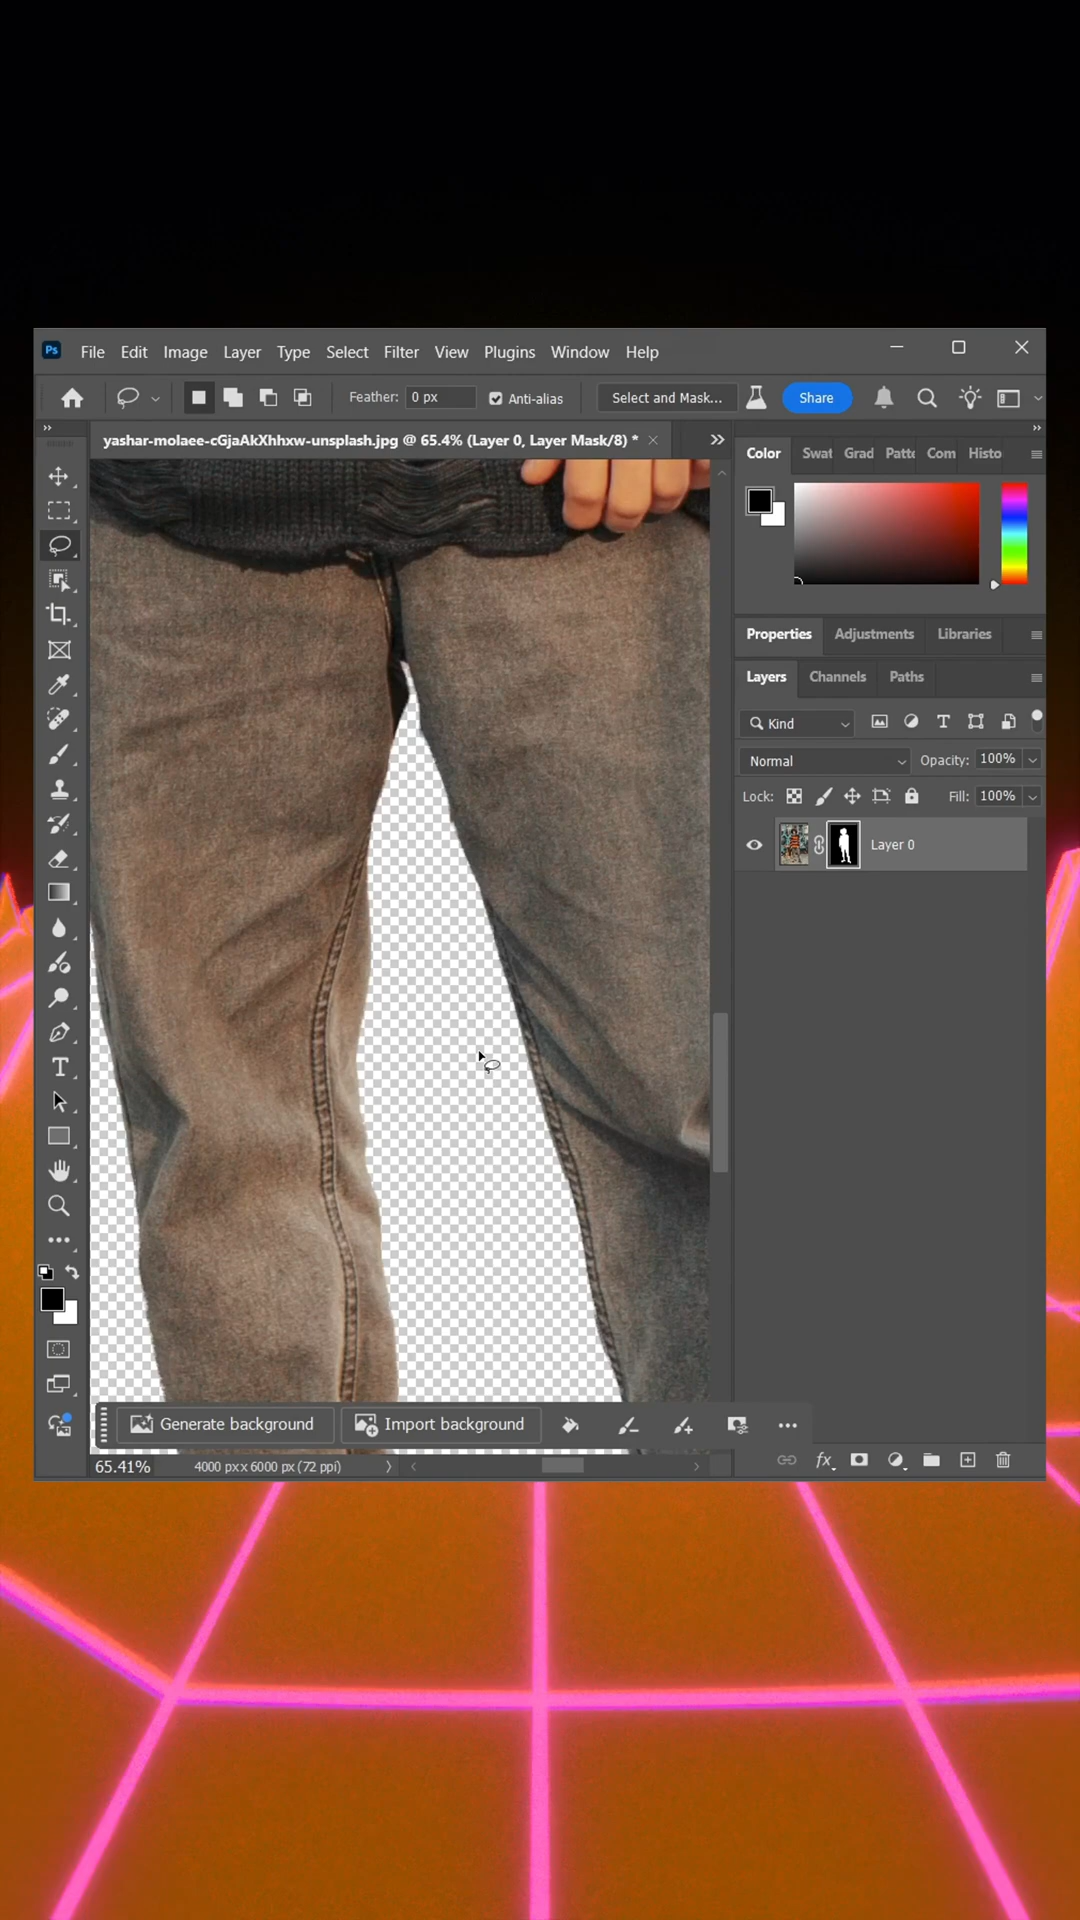 Ps File Edit Image Layer Type Select Filter View Plugins Window Help
Feather: 0 px Anti-alias Select and Mask... Share
yashar-molaee-cGjaAkXhhxw-unsplash.jpg @ 65.4% (Layer 0, Layer Mask/8) *
Color Swat Grad Patte Com Histo
Properties Adjustments Libraries
Layers Channels Paths
Kind
Normal Opacity: 100%
Lock: Fill: 100%
Layer 0
Generate background Import background
65.41% 4000 px x 6000 px (72 ppi)